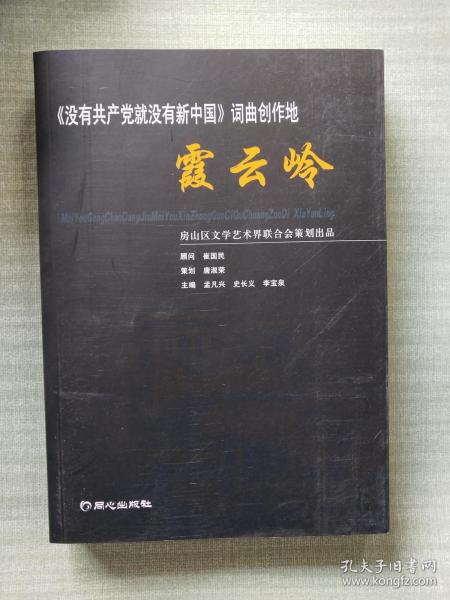 《没有共产党就没有新中国》词曲创作地
霞云岭
MeiYouGongChanDangJiuMeiYouXinZhongGuoCiQuChuangZuoDi XiaYunLing
房山区文学艺术界联合会策划出品
顾问 崔国民
策划 唐淑荣
主编 孟凡兴 史长义 李宝泉
同心出版社
孔夫子旧书网
www.kongfz.com